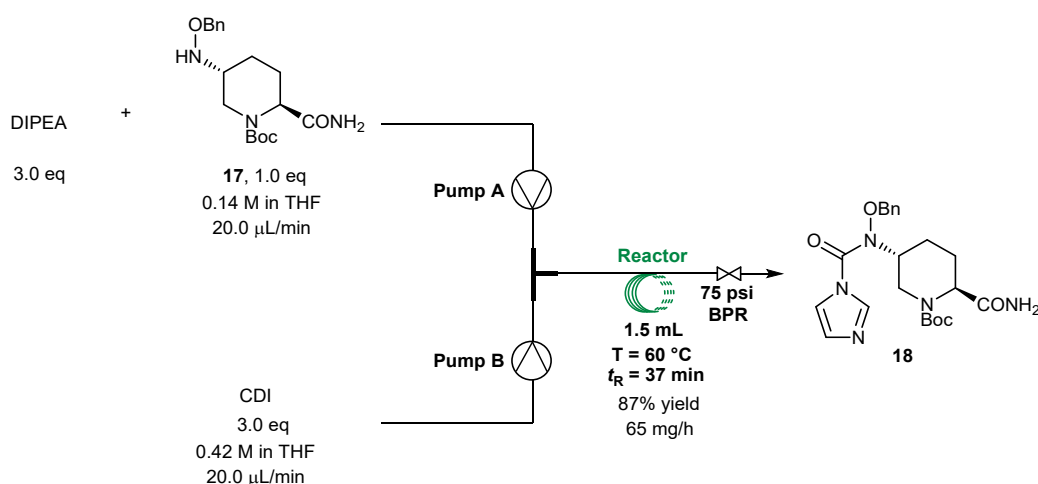 DIPEA
3.0 eq
+
OBn
HN
N
Boc
CONH₂
17, 1.0 eq
0.14 M in THF
20.0 μL/min
Pump A
Pump B
CDI
3.0 eq
0.42 M in THF
20.0 μL/min
Reactor
1.5 mL
T = 60 °C
tR = 37 min
87% yield
65 mg/h
75 psi
BPR
OBn
O
N
N
N
N
Boc
CONH₂
18